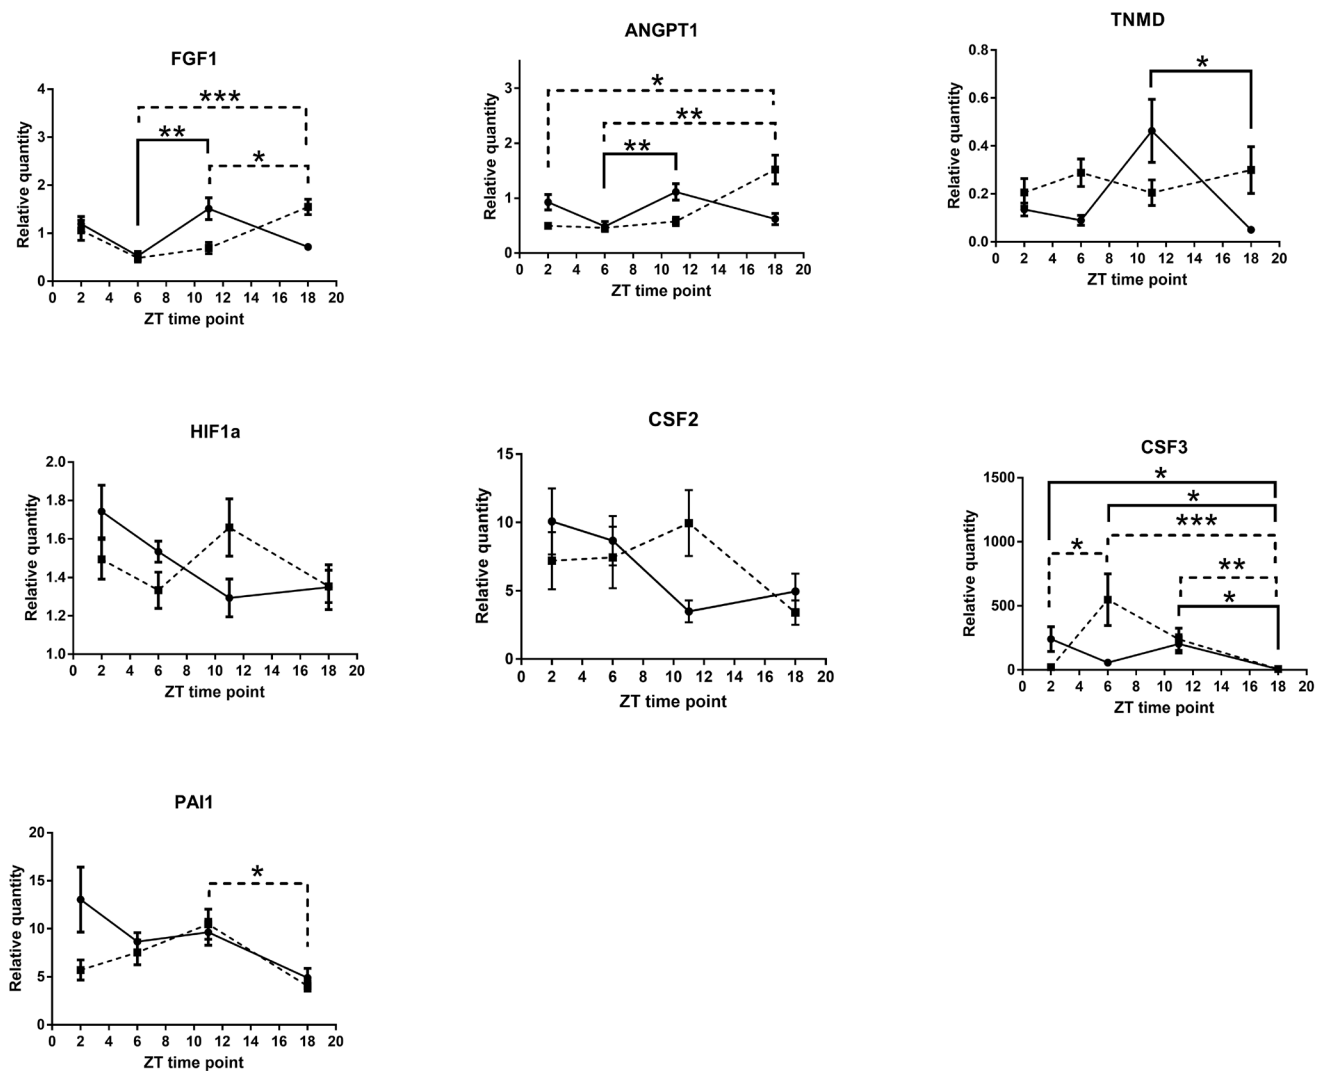 FGF1
***
**
*
Relative quantity
4
3
2
1
0
0 2 4 6 8 10 12 14 16 18 20
ZT time point
ANGPT1
*
**
**
Relative quantity
3
2
1
0
0 2 4 6 8 10 12 14 16 18 20
ZT time point
TNMD
*
Relative quantity
0.8
0.6
0.4
0.2
0.0
0 2 4 6 8 10 12 14 16 18 20
ZT time point
HIF1a
Relative quantity
2.0
1.8
1.6
1.4
1.2
1.0
0 2 4 6 8 10 12 14 16 18 20
ZT time point
CSF2
Relative quantity
15
10
5
0
0 2 4 6 8 10 12 14 16 18 20
ZT time point
CSF3
*
*
***
*
**
*
Relative quantity
1500
1000
500
0
0 2 4 6 8 10 12 14 16 18 20
ZT time point
PAI1
*
Relative quantity
20
15
10
5
0
0 2 4 6 8 10 12 14 16 18 20
ZT time point